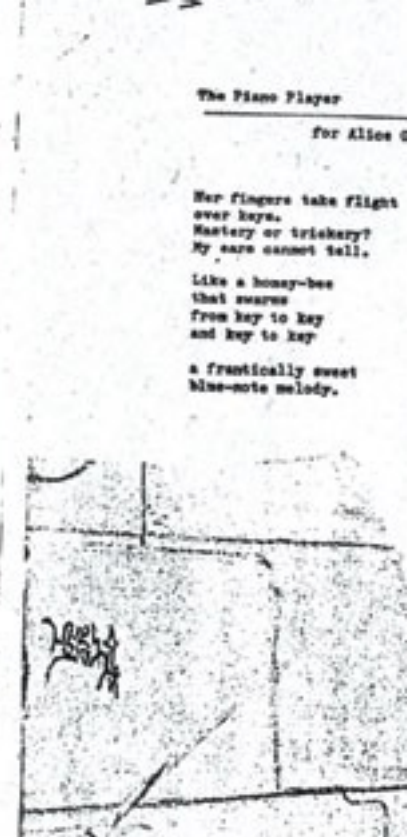 The Piano Player
for Alice
Her fingers take flight
over keys.
Mastery or trickery?
My ears cannot tell.
Like a honey-bee
that swarms
from key to key
and key to key
a frantically sweet
blue-note melody.